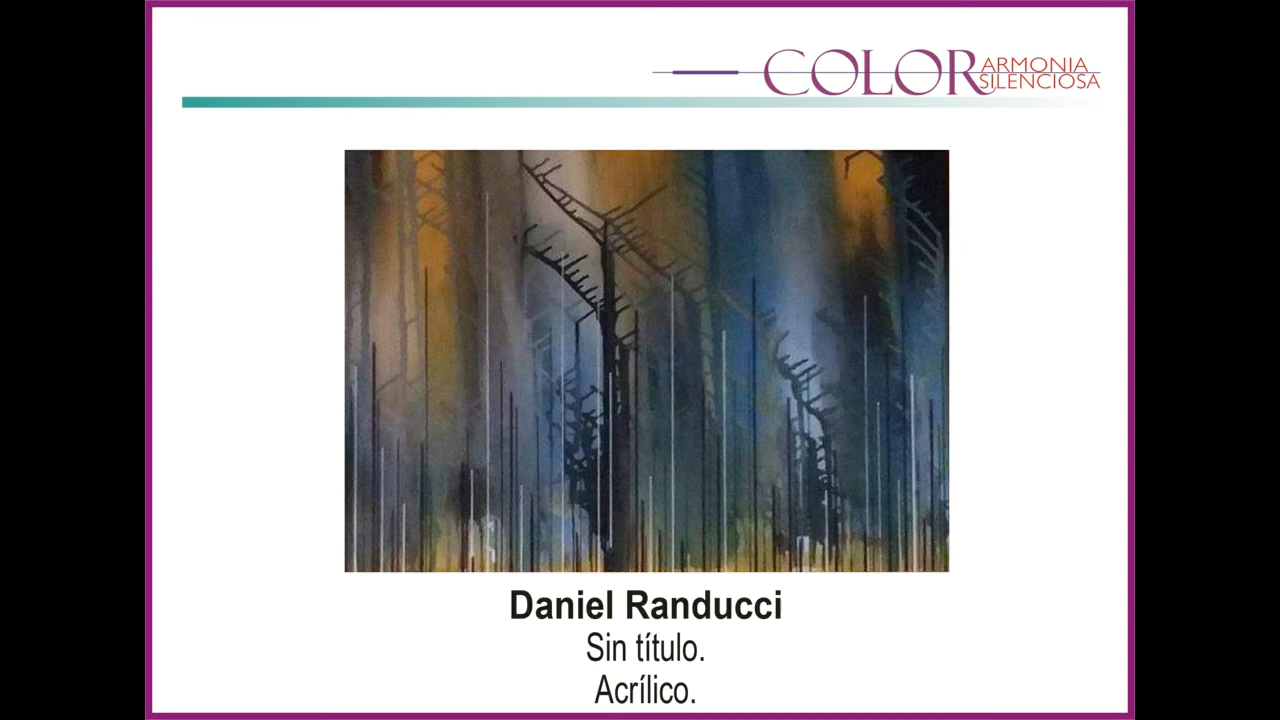 COLOR ARMONIA
SILENCIOSA
Daniel Randucci
Sin título.
Acrílico.